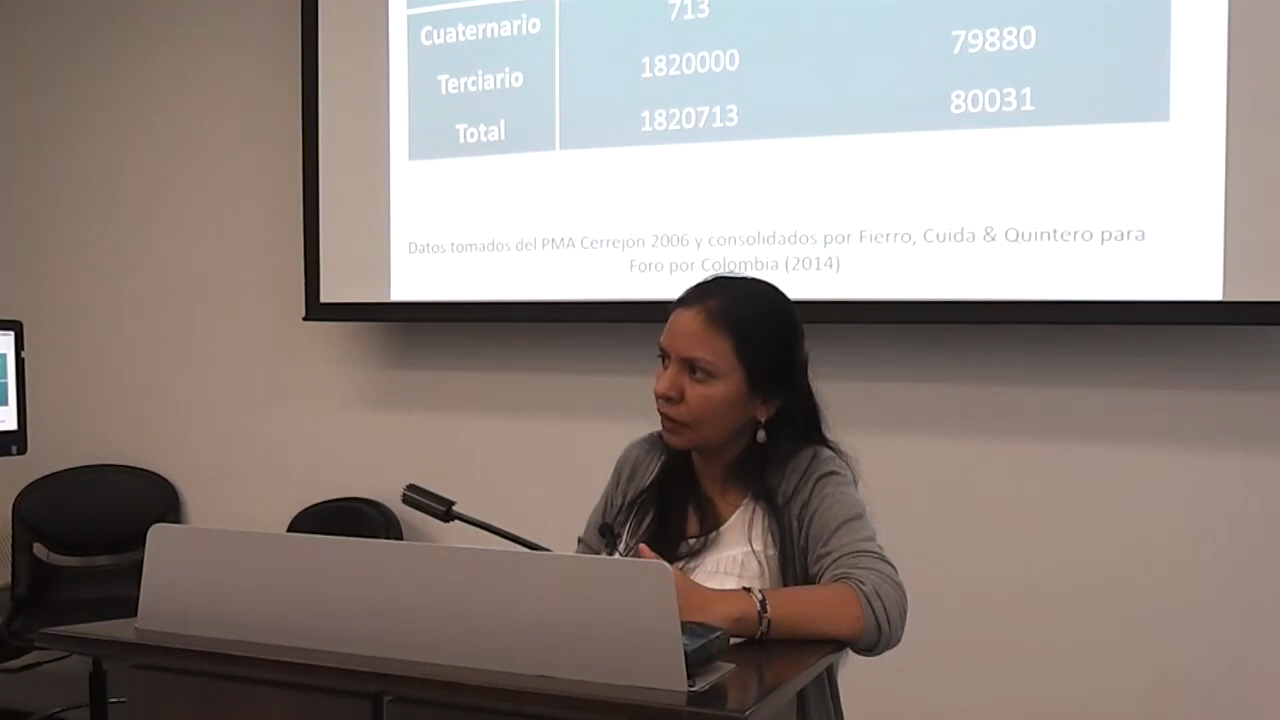 713
Cuaternario
Terciario 1820000 79880
Total 1820713 80031
Datos tomados del PMA Cerrejón 2006 y consolidados por Fierro, Cuida & Quintero para
Foro por Colombia (2014)